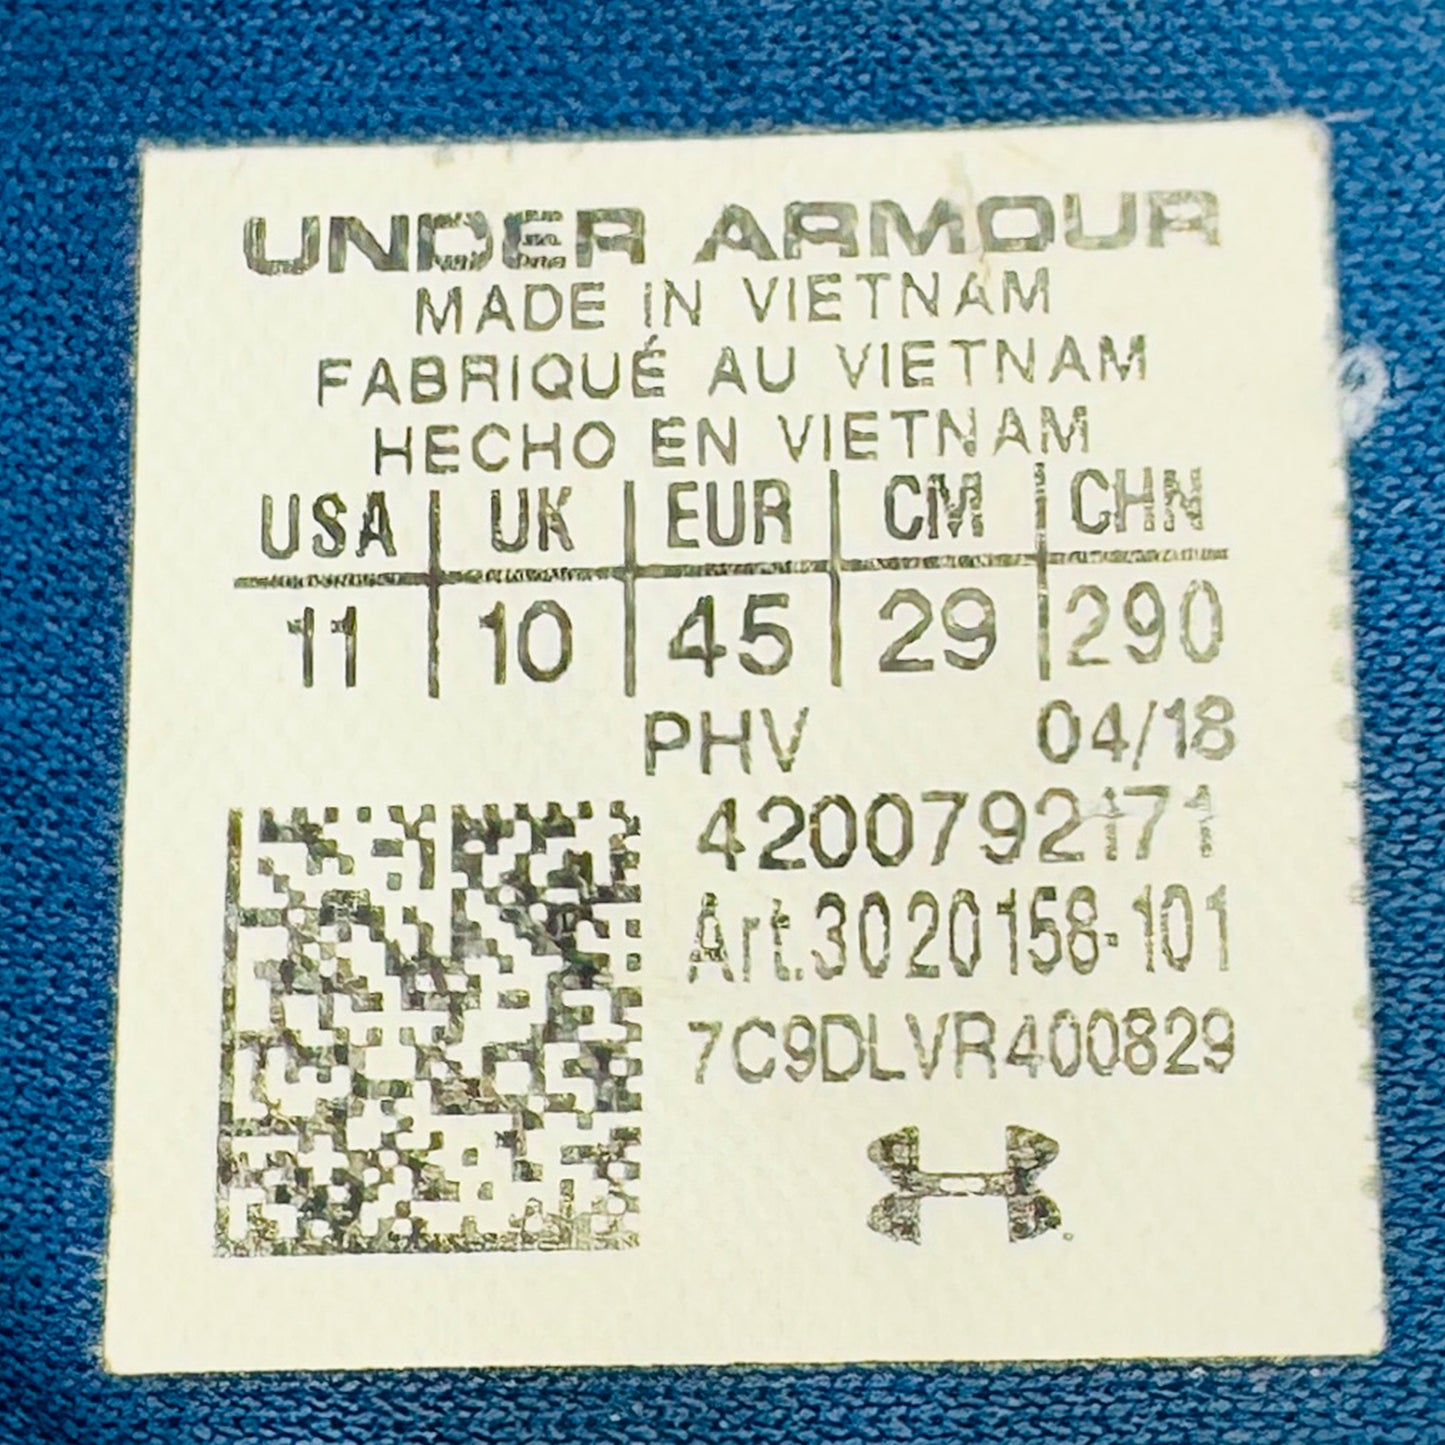 UNDER ARMOUR
MADE IN VIETNAM
FABRIQUÉ AU VIETNAM
HECHO EN VIETNAM
USA UK EUR CM CHN
11 10 45 29 290
PHV 04/18
4200792171
Art.3020158-101
7C9DLVR400829